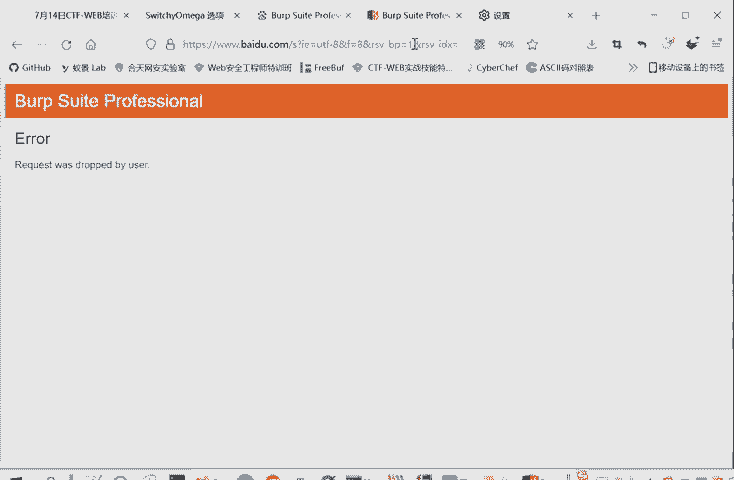 7月14日CTF-WEB培训
SwitchyOmega 选项
Burp Suite Profes
Burp Suite Profes
设置
https://www.baidu.com/s?ie=utf-8&f=8&rsv_bp=1&rsv_idx=
90%
GitHub
蚁景 Lab
合天网安实验室
Web安全工程师特训班
FreeBuf
CTF-WEB实战技能特...
CyberChef
ASCII码对照表
移动设备上的书签
Burp Suite Professional
Error
Request was dropped by user.